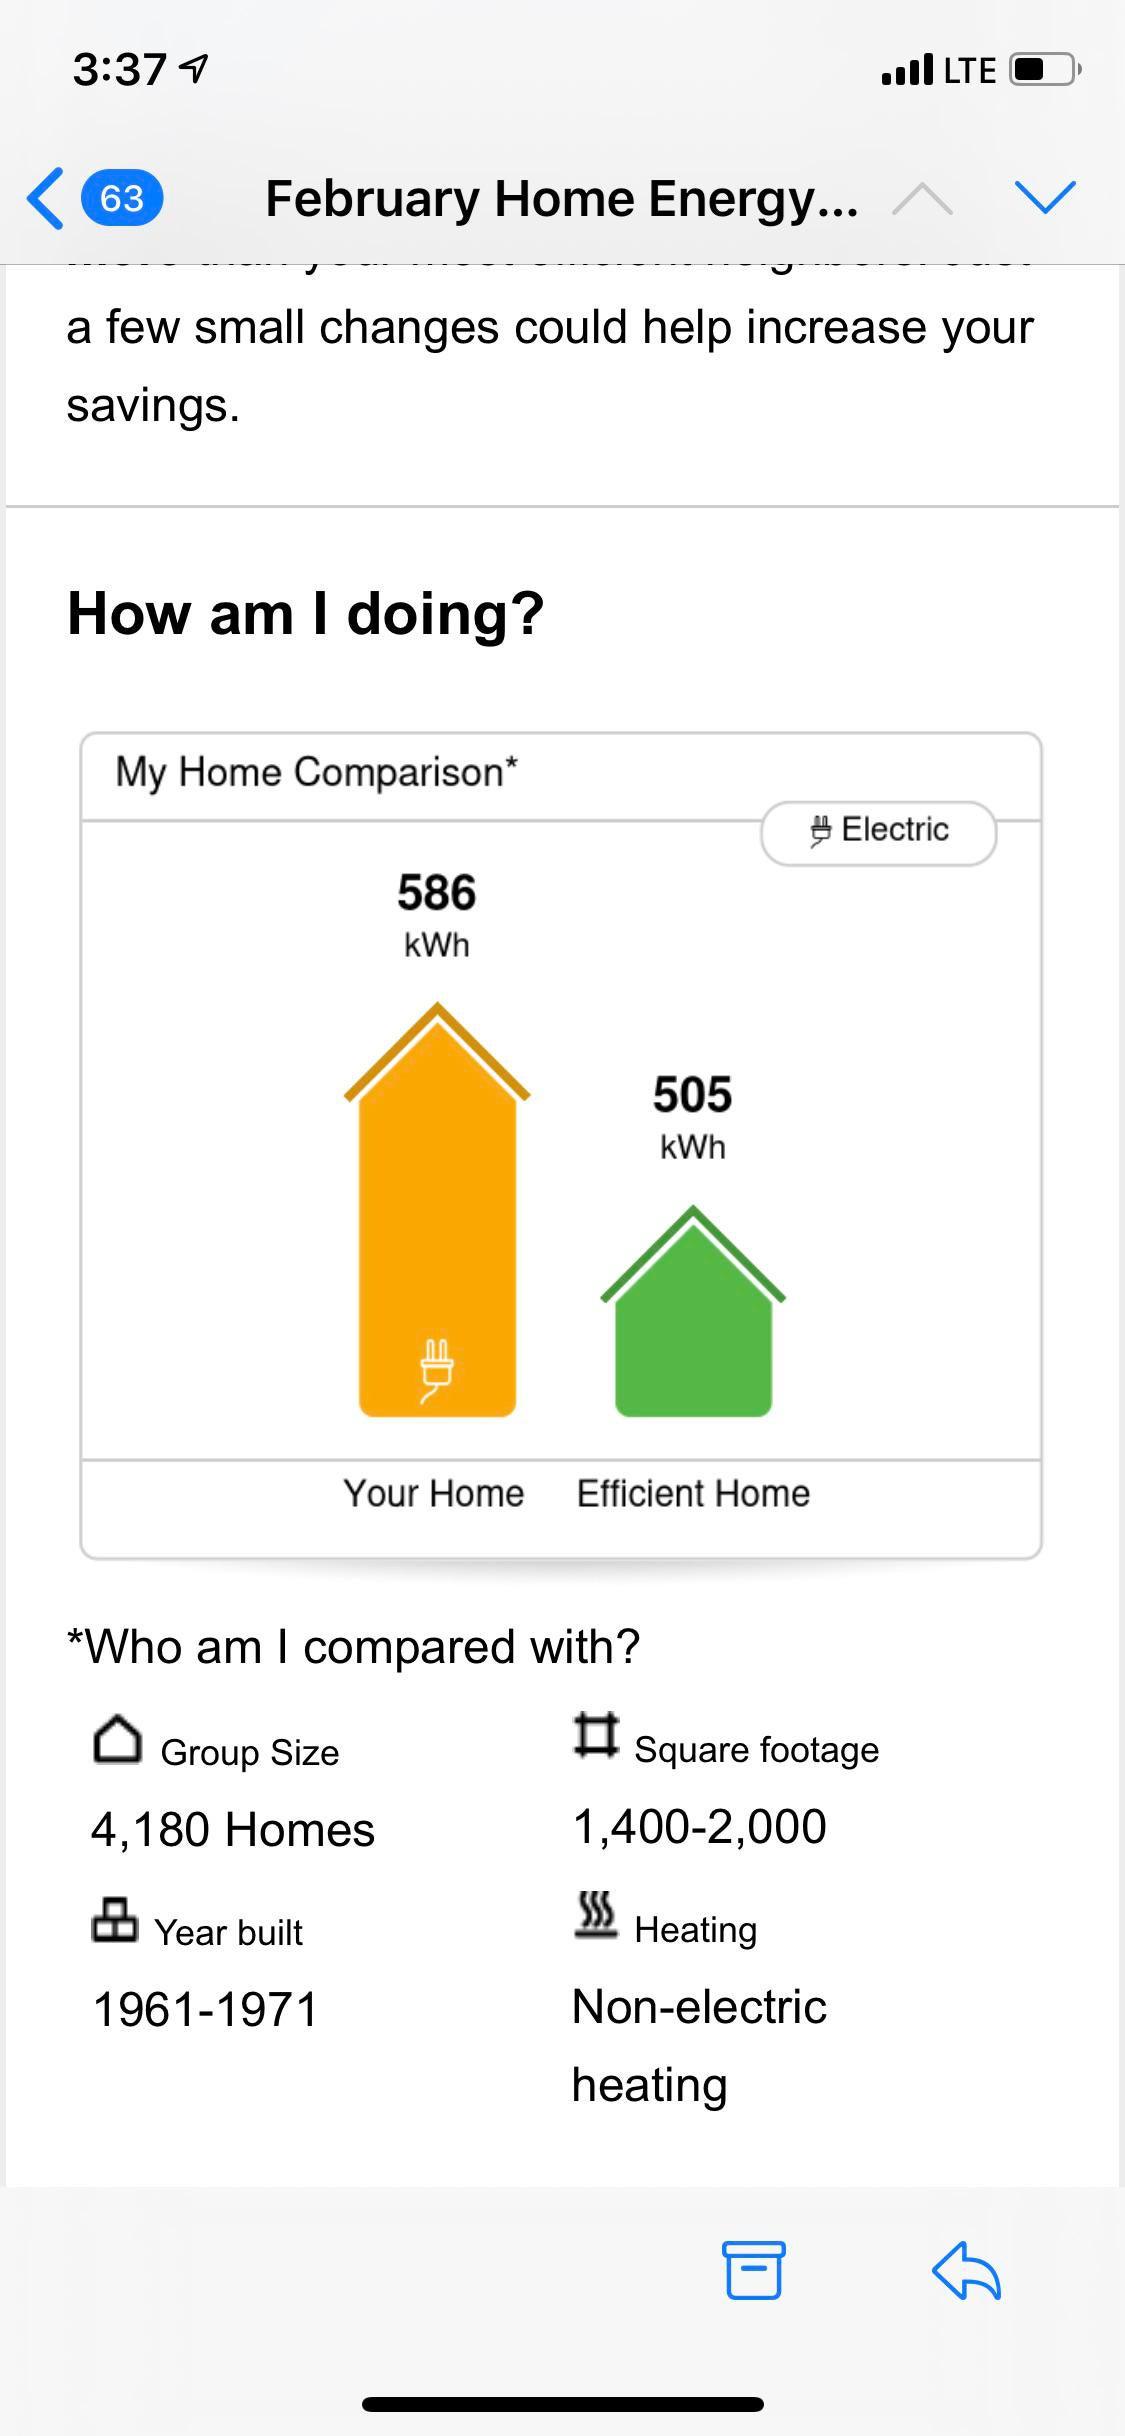 3:37
LTE
63
February Home Energy...
a few small changes could help increase your
savings.
How am I doing?
My Home Comparison*
Electric
586
kWh
505
kWh
Your Home
Efficient Home
*Who am I compared with?
Group Size
Square footage
4,180 Homes
1,400-2,000
Year built
Heating
1961-1971
Non-electric
heating